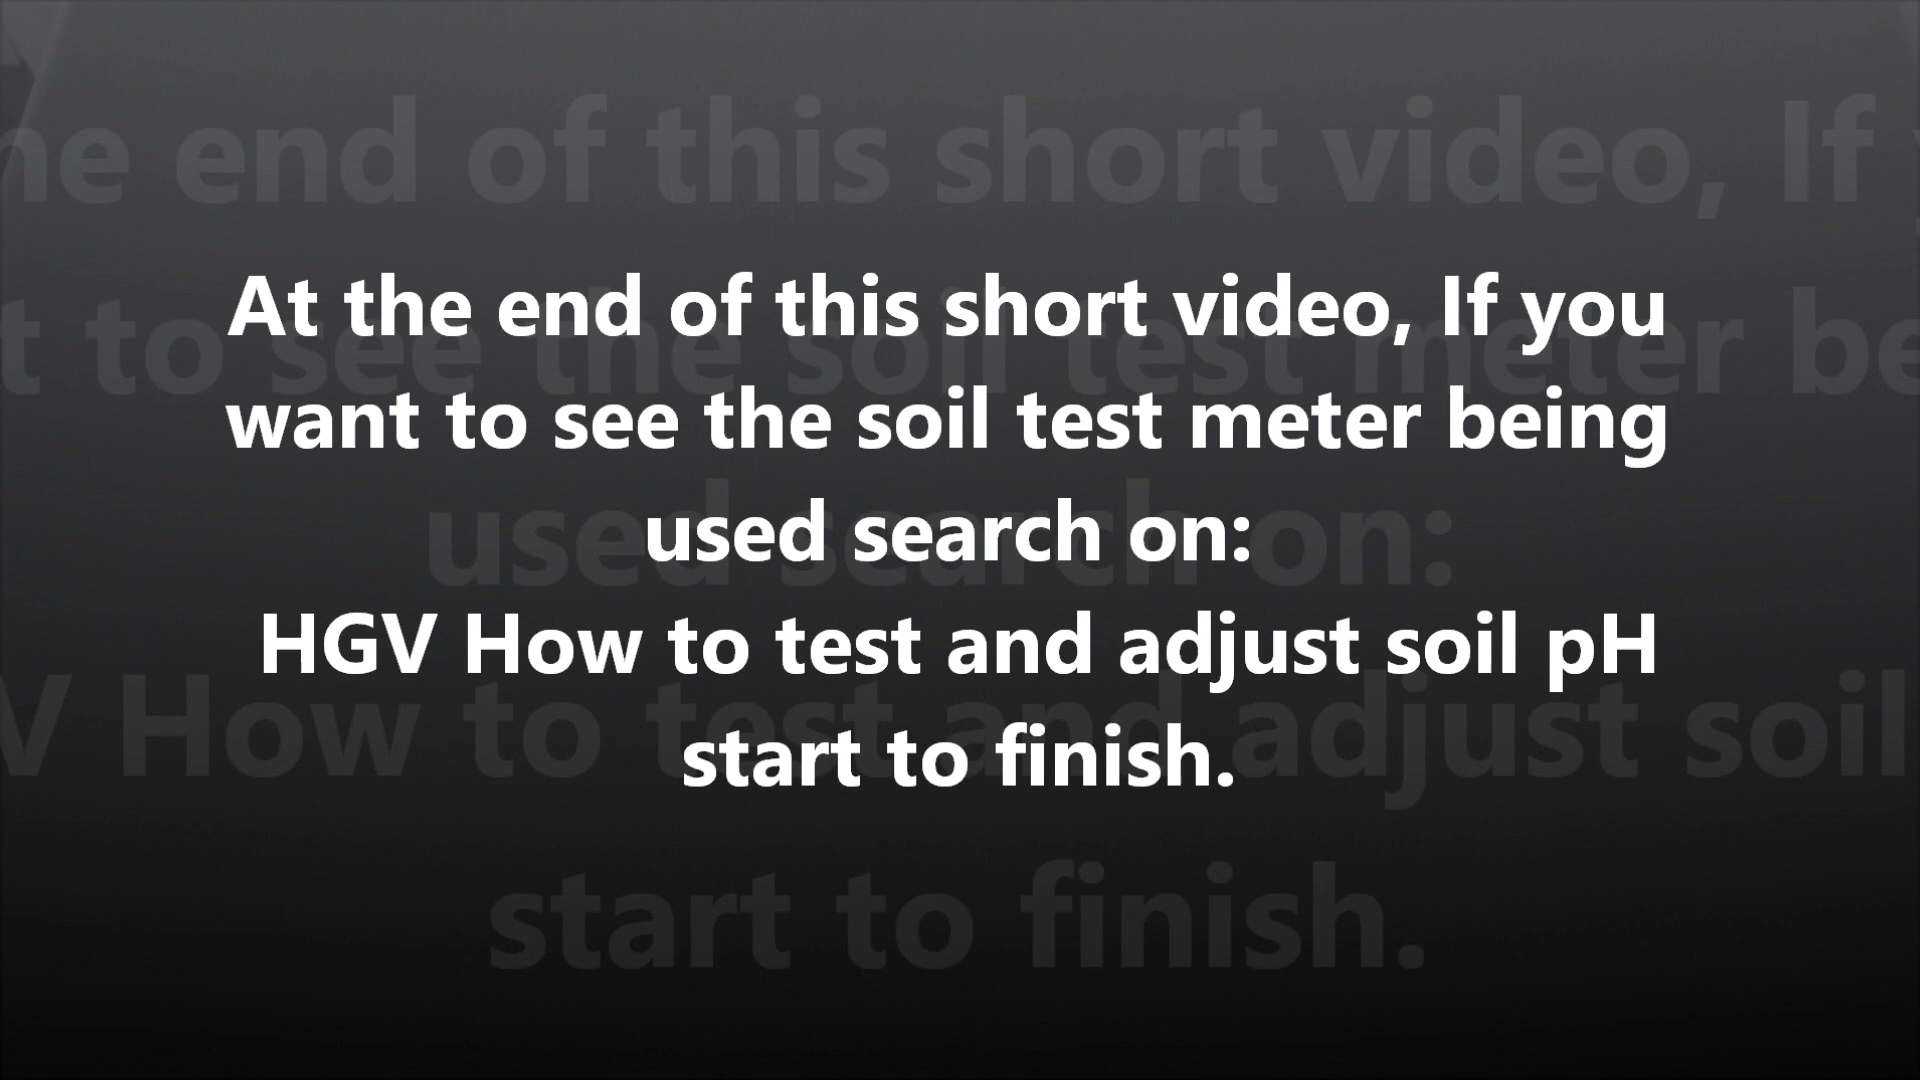 At the end of this short video, If you
want to see the soil test meter being
used search on:
HGV How to test and adjust soil pH
start to finish.